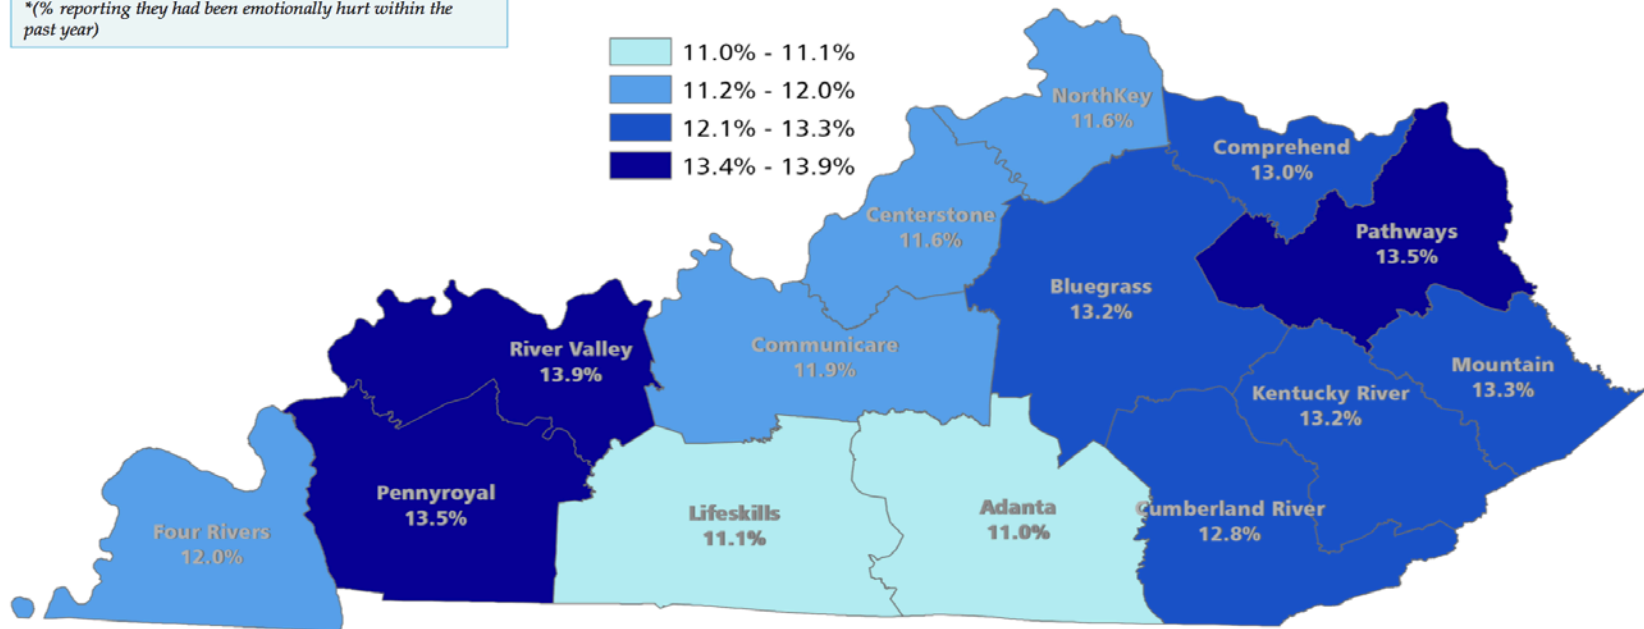 *(% reporting they had been emotionally hurt within the
past year)
11.0% - 11.1%
11.2% - 12.0%
12.1% - 13.3%
13.4% - 13.9%
NorthKey
11.6%
Comprehend
13.0%
Centerstone
11.6%
Pathways
13.5%
Bluegrass
13.2%
River Valley
13.9%
Communicare
11.9%
Mountain
13.3%
Kentucky River
13.2%
Pennyroyal
13.5%
Lifeskills
11.1%
Adanta
11.0%
Cumberland River
12.8%
Four Rivers
12.0%